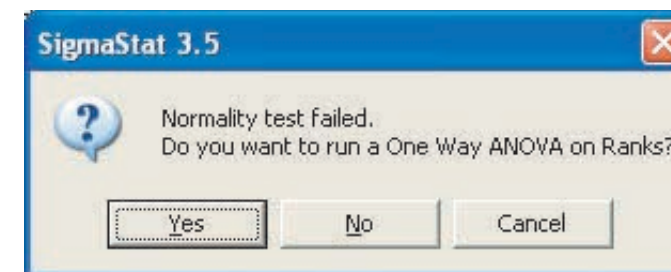 SigmaStat 3.5
?
Normality test failed.
Do you want to run a One Way ANOVA on Ranks?
Yes No Cancel